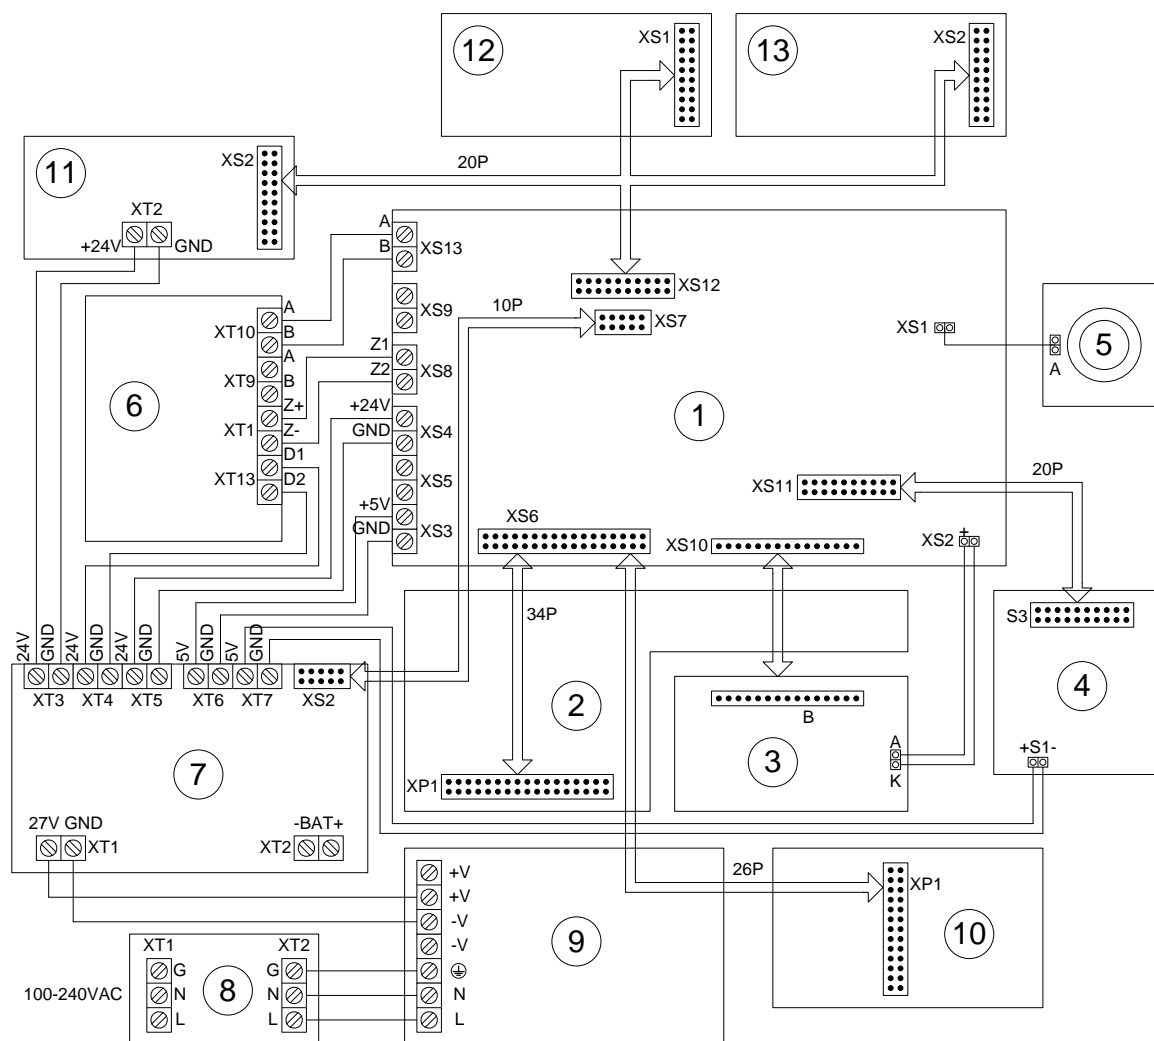 12
XS1
13
XS2
11
XS2
20P
XT2
+24V
GND
A
B
XS13
XS12
XS9
10P
XS7
XS1
5
A
A
XT10
B
A
XT9
B
Z+
XT1
Z-
D1
XT13
D2
6
Z1
Z2
XS8
+24V
GND
XS4
XS5
+5V
GND
XS3
1
XS11
20P
XS6
XS10
+
XS2
34P
S3
4
+S1-
24V
GND
24V
24V
GND
5V
GND
5V
GND
XT3
XT4
XT5
XT6
XT7
XS2
2
B
3
A
K
7
XP1
27V GND
XT1
-BAT+
XT2
+V
+V
-V
-V
N
L
9
26P
XP1
10
XT1
XT2
100-240VAC
G
N
L
8
G
N
L